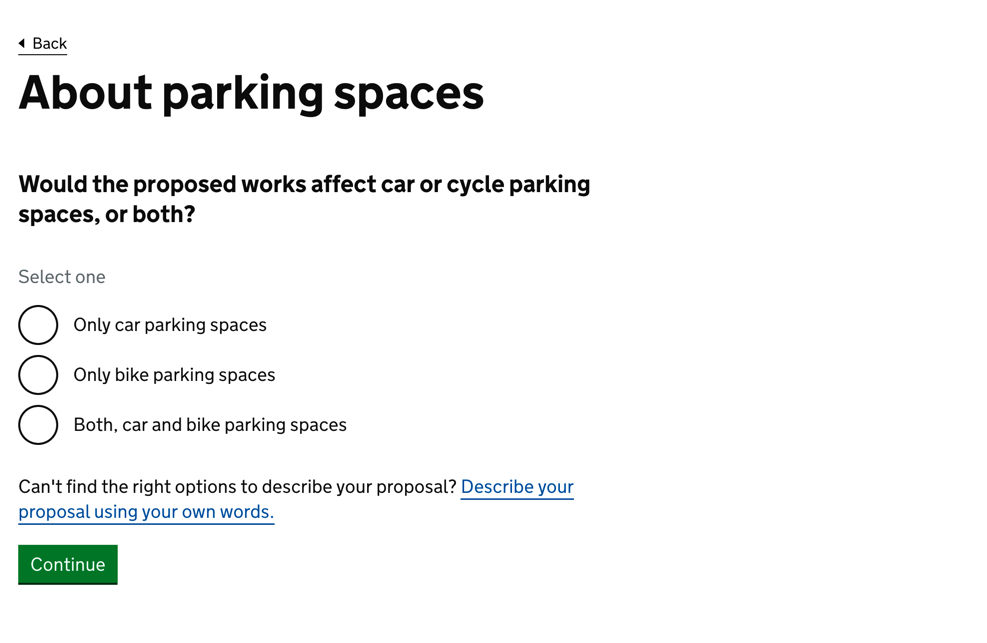 Back
About parking spaces
Would the proposed works affect car or cycle parking
spaces, or both?
Select one
Only car parking spaces
Only bike parking spaces
Both, car and bike parking spaces
Can't find the right options to describe your proposal? Describe your
proposal using your own words.
Continue